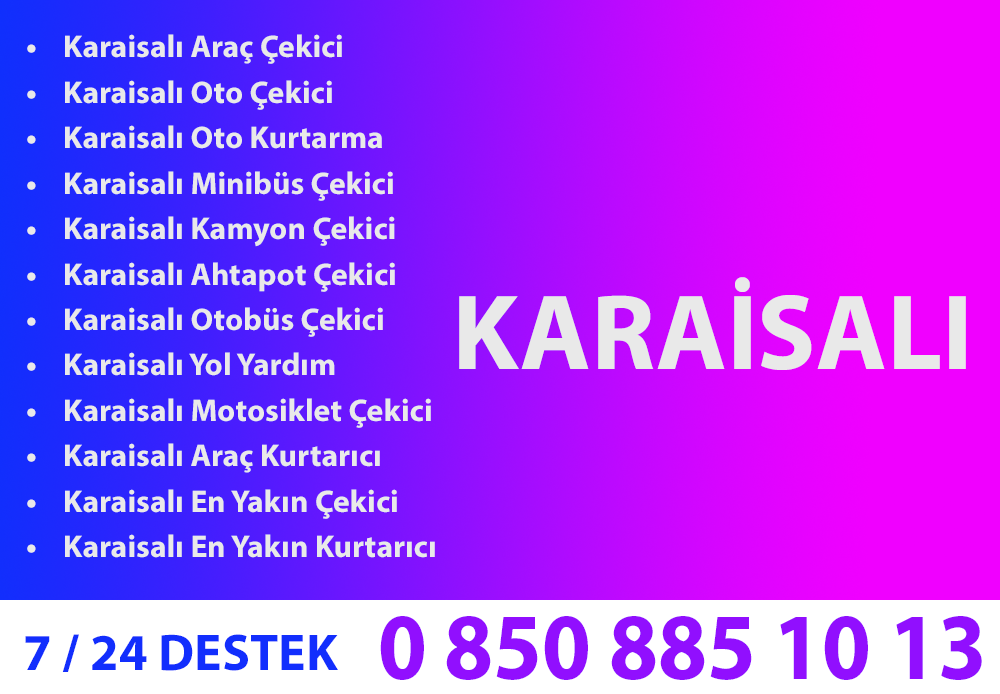 • Karaisalı Araç Çekici
• Karaisalı Oto Çekici
• Karaisalı Oto Kurtarma
• Karaisalı Minibüs Çekici
• Karaisalı Kamyon Çekici
• Karaisalı Ahtapot Çekici
• Karaisalı Otobüs Çekici
• Karaisalı Yol Yardım
• Karaisalı Motosiklet Çekici
• Karaisalı Araç Kurtarıcı
• Karaisalı En Yakın Çekici
• Karaisalı En Yakın Kurtarıcı
KARAİSALI
7 / 24 DESTEK 0 850 885 10 13